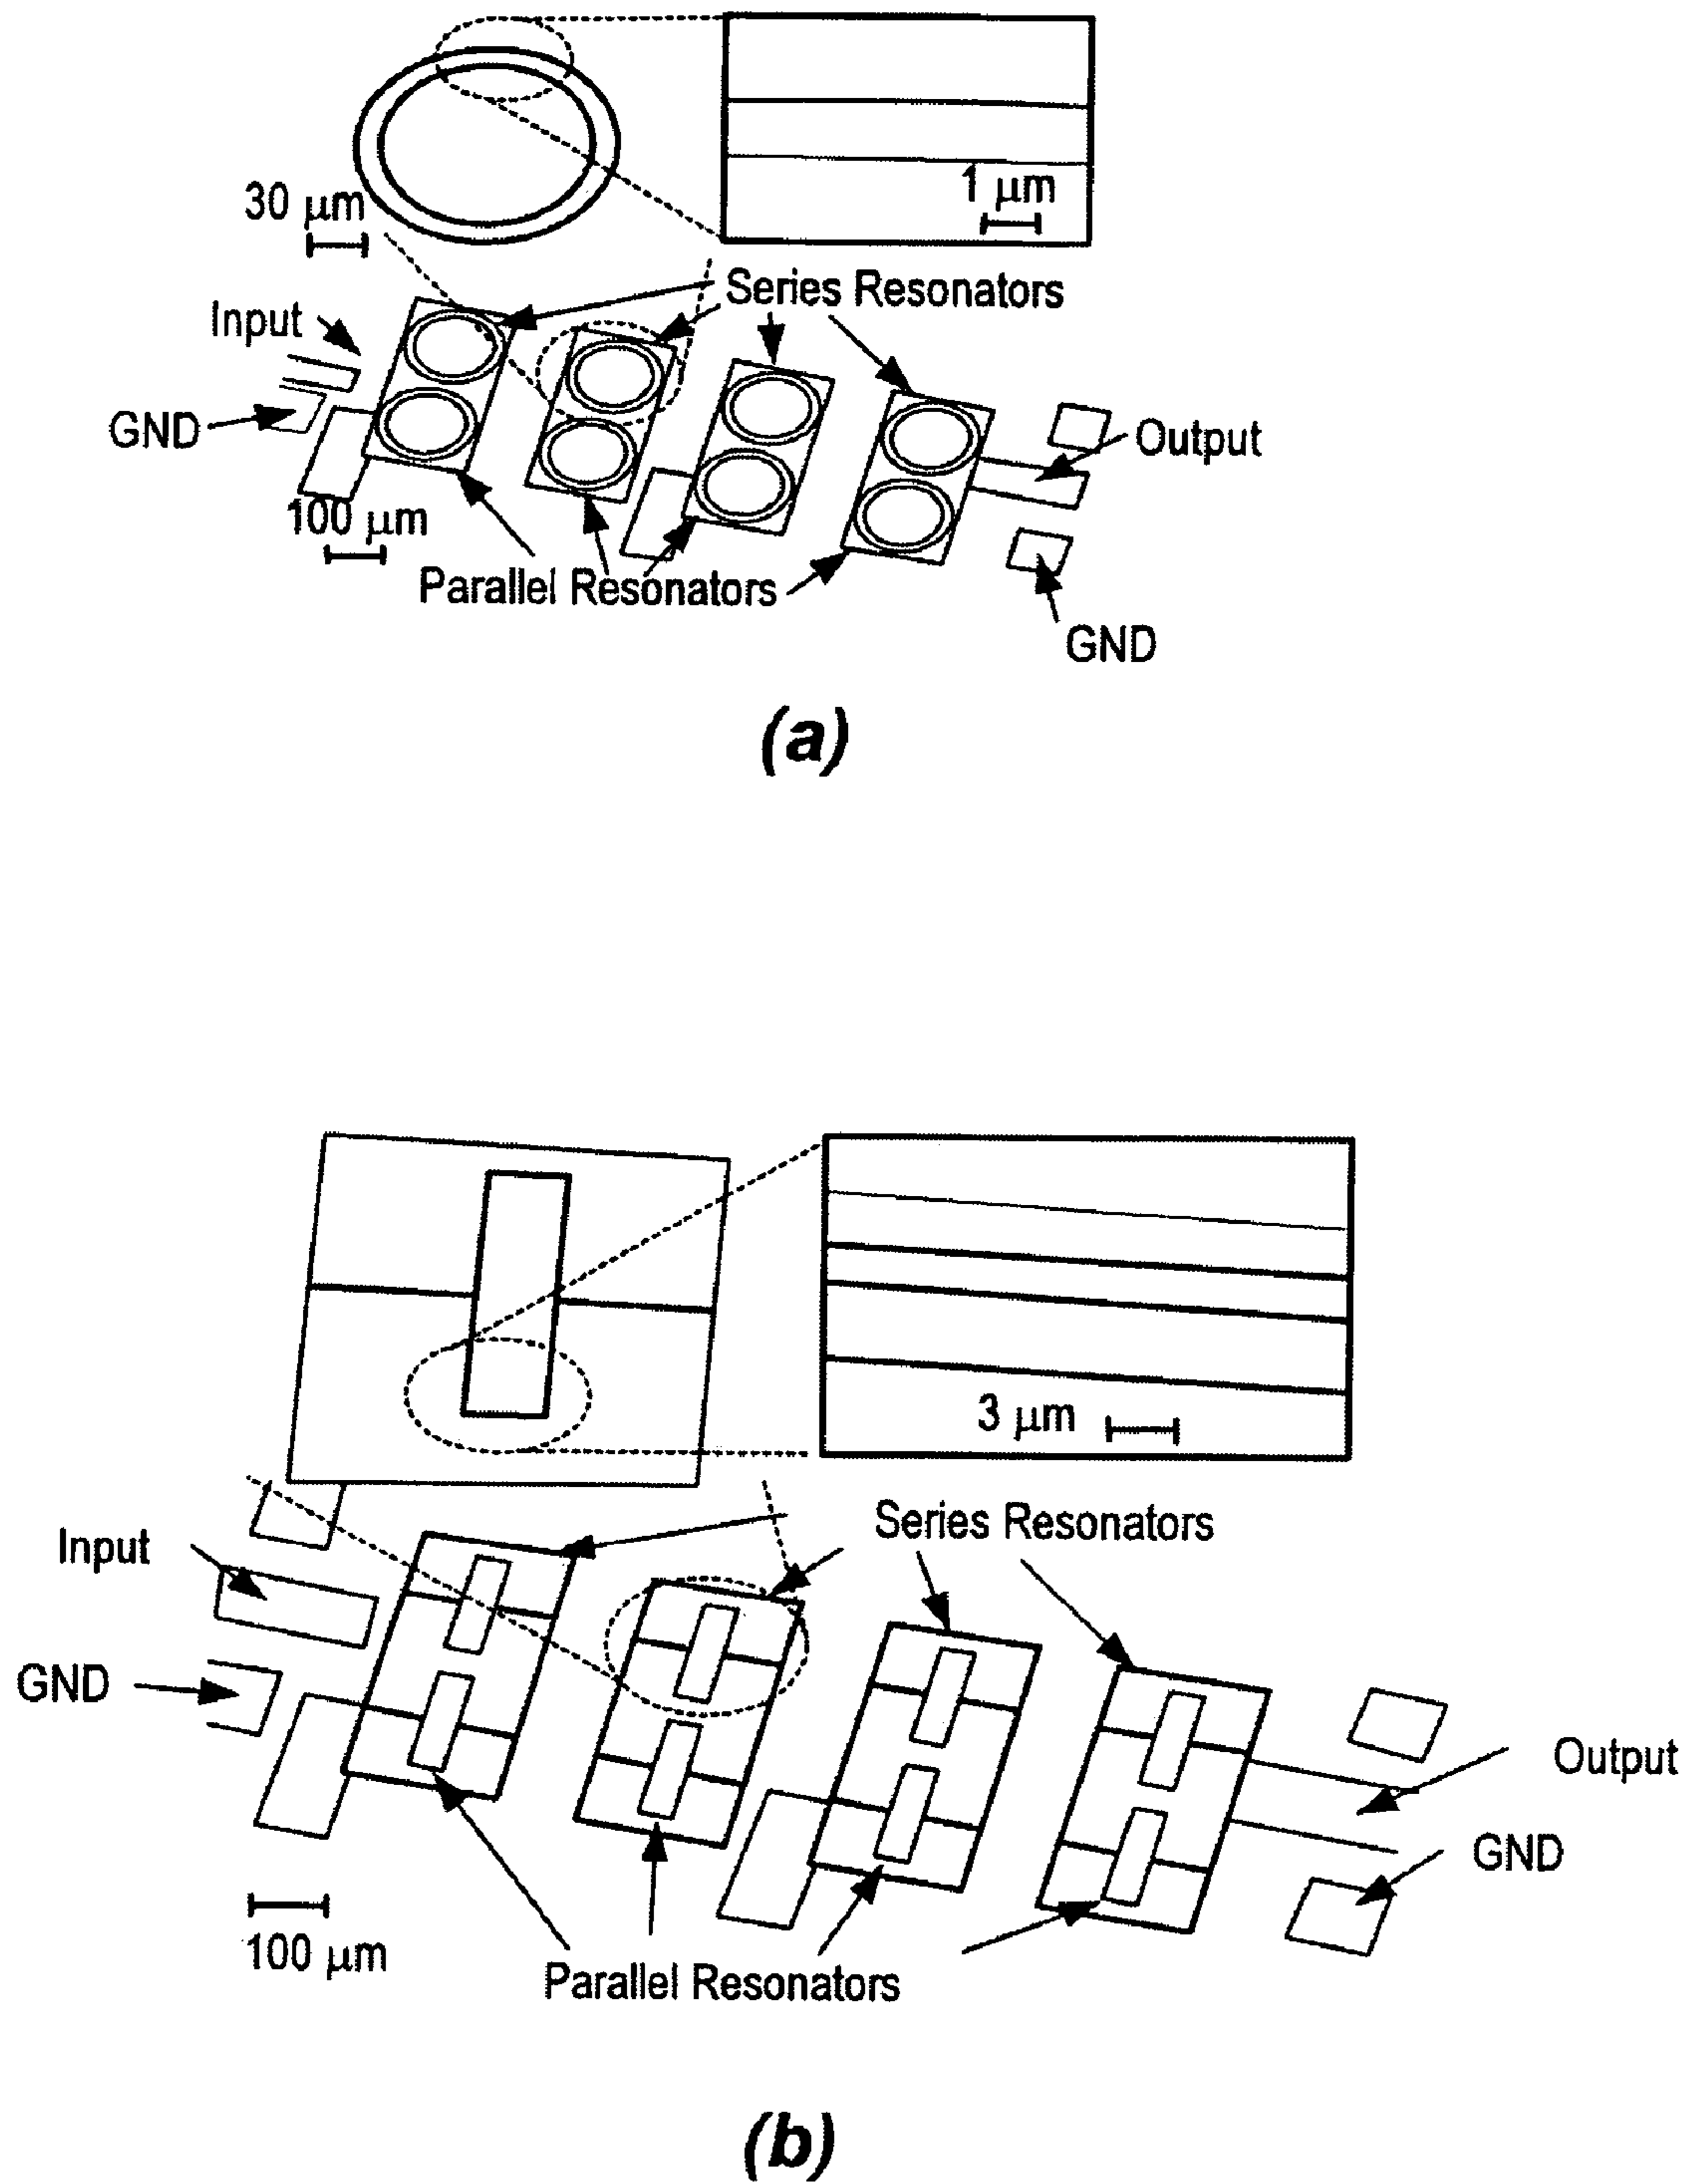 30 μm
1 μm
Series Resonators
Input
GND
Output
100 μm
Parallel Resonators
GND
(a)
3 μm
Series Resonators
Input
GND
Output
GND
100 μm
Parallel Resonators
(b)